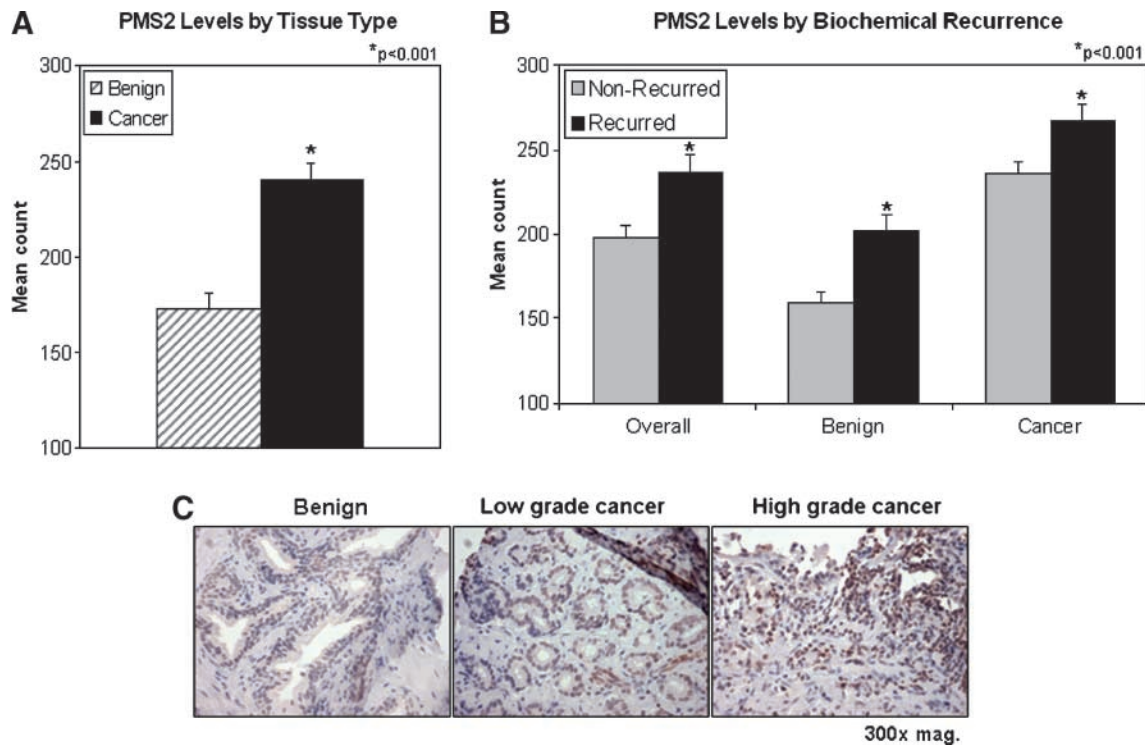 A
PMS2 Levels by Tissue Type
*p<0.001
300
250
200
150
100
Mean count
Benign
Cancer
*
B
PMS2 Levels by Biochemical Recurrence
*p<0.001
300
250
200
150
100
Mean count
Non-Recurred
Recurred
*
*
*
Overall Benign Cancer
C
Benign Low grade cancer High grade cancer
300x mag.